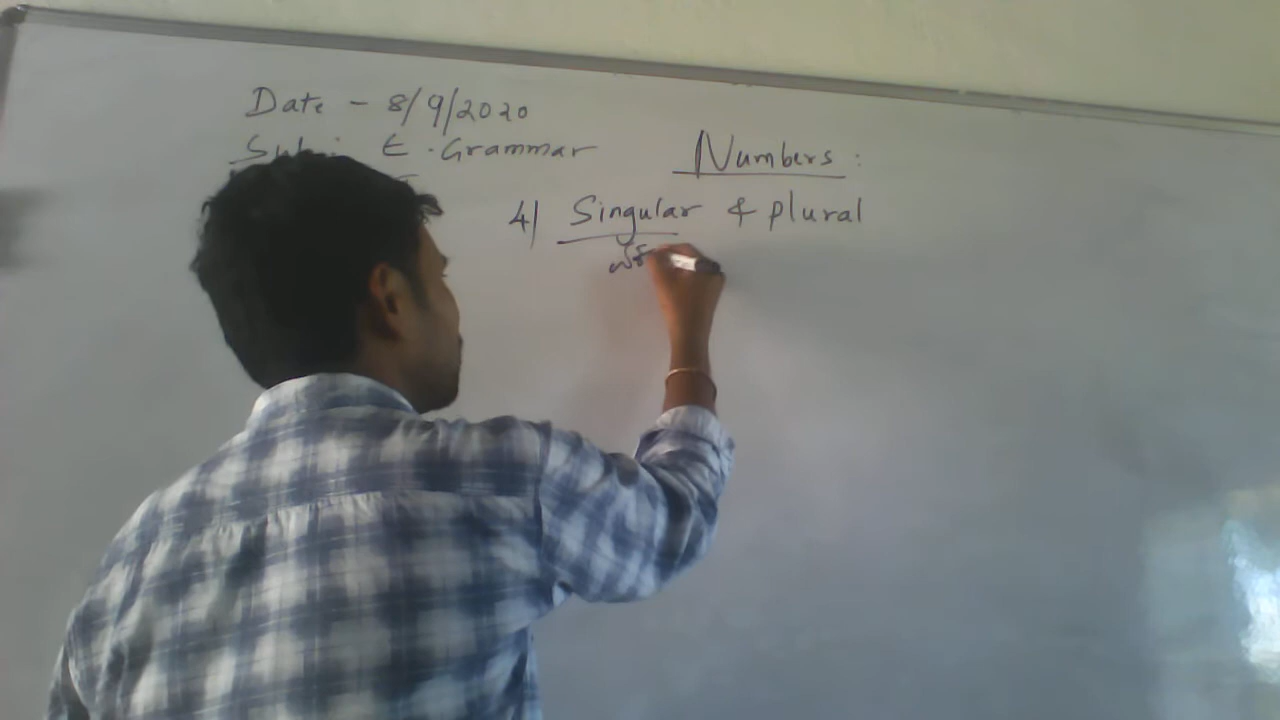 Date - 8/9/2020
Sub: E. Grammar
Numbers:
4) Singular & plural